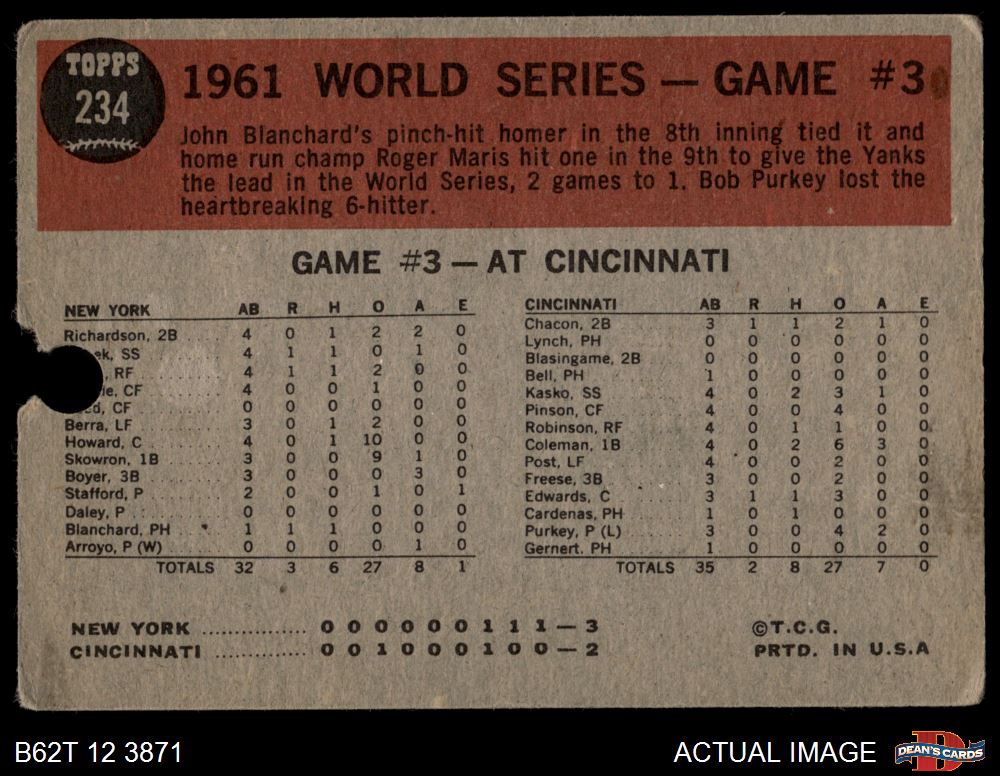 TOPPS
234
1961 WORLD SERIES — GAME #3
John Blanchard's pinch-hit homer in the 8th inning tied it and
home run champ Roger Maris hit one in the 9th to give the Yanks
the lead in the World Series, 2 games to 1. Bob Purkey lost the
heartbreaking 6-hitter.
GAME #3 — AT CINCINNATI
NEW YORK AB R H O A E
Richardson, 2B 4 0 1 2 2 0
ek, SS 4 1 1 0 1 0
, RF 4 1 1 2 0 0
le, CF 4 0 0 1 0 0
ed, CF 0 0 0 0 0 0
Berra, LF 3 0 1 2 0 0
Howard, C 4 0 1 10 0 0
Skowron, 1B 3 0 0 9 1 0
Boyer, 3B 3 0 0 0 3 0
Stafford, P 2 0 0 1 0 1
Daley, P 0 0 0 0 0 0
Blanchard, PH 1 1 1 0 0 0
Arroyo, P (W) 0 0 0 0 1 0
TOTALS 32 3 6 27 8 1
CINCINNATI AB R H O A E
Chacon, 2B 3 1 1 2 1 0
Lynch, PH 0 0 0 0 0 0
Blasingame, 2B 0 0 0 0 0 0
Bell, PH 1 0 0 0 0 0
Kasko, SS 4 0 2 3 1 0
Pinson, CF 4 0 0 4 0 0
Robinson, RF 4 0 1 1 0 0
Coleman, 1B 4 0 2 6 3 0
Post, LF 4 0 0 2 0 0
Freese, 3B 3 0 0 2 0 0
Edwards, C 3 1 1 3 0 0
Cardenas, PH 1 0 1 0 0 0
Purkey, P (L) 3 0 0 4 2 0
Gernert. PH 1 0 0 0 0 0
TOTALS 35 2 8 27 7 0
NEW YORK ................ 0 0 0 0 0 0 1 1 1 — 3
CINCINNATI .............. 0 0 1 0 0 0 1 0 0 — 2
©T.C.G.
PRTD. IN U.S.A
B62T 12 3871
ACTUAL IMAGE
DEAN'S CARDS